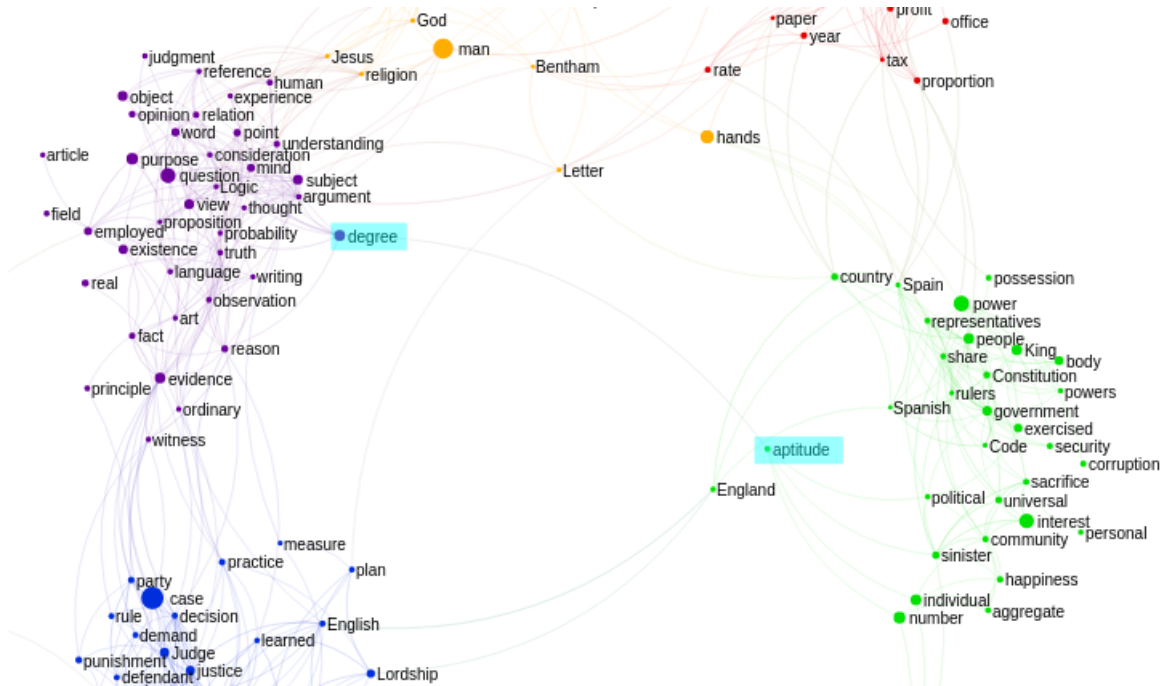 profit
God
paper
office
man
year
judgment
Jesus
Bentham
tax
reference
religion
rate
human
proportion
object
experience
opinion
relation
word
point
hands
understanding
article
purpose
consideration
mind
Letter
question
Logic
subject
argument
view
thought
field
proposition
employed
probability
degree
existence
truth
language
writing
country
possession
real
Spain
observation
power
art
representatives
fact
people
reason
share
King
body
evidence
Constitution
principle
rulers
powers
ordinary
Spanish
government
exercised
witness
aptitude
Code
security
corruption
England
sacrifice
political
universal
interest
personal
measure
community
practice
plan
sinister
party
happiness
case
individual
rule
decision
number
aggregate
English
demand
learned
Judge
punishment
justice
defendant
Lordship